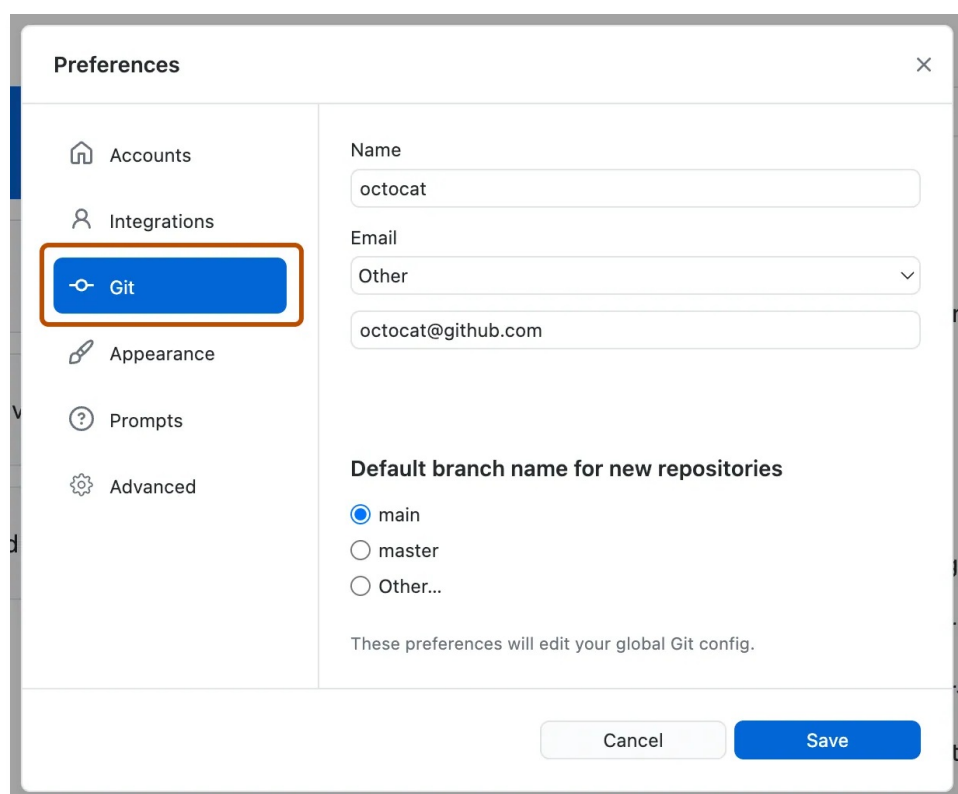 Preferences
Accounts
Integrations
Git
Appearance
Prompts
Advanced
Name
octocat
Email
Other
octocat@github.com
Default branch name for new repositories
main
master
Other...
These preferences will edit your global Git config.
Cancel
Save